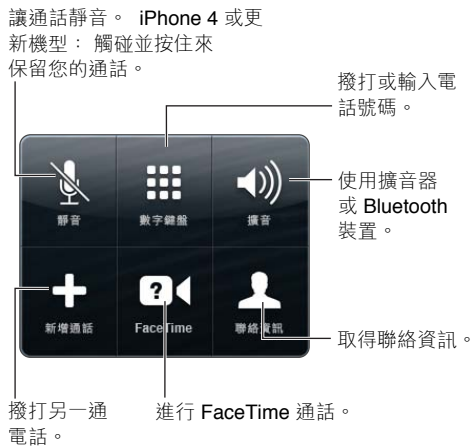 讓通話靜音。 iPhone 4 或更
新機型： 觸碰並按住來
保留您的通話。
撥打或輸入電
話號碼。
靜音
數字鍵盤
擴音
使用擴音器
或 Bluetooth
裝置。
新增通話
FaceTime
聯絡資訊
取得聯絡資訊。
撥打另一通
電話。
進行 FaceTime 通話。